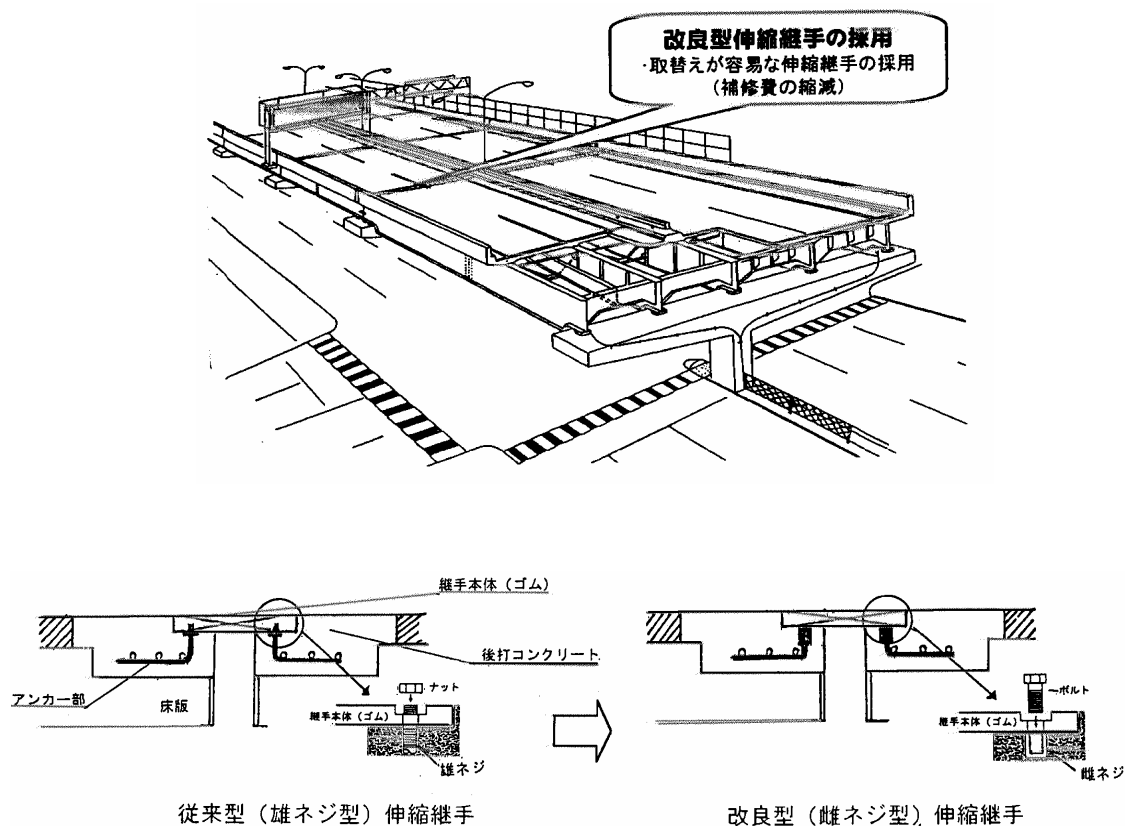 改良型伸縮継手の採用
・取替えが容易な伸縮継手の採用
(補修費の縮減)
継手本体(ゴム)
後打コンクリート
アンカー部
床版
ナット
継手本体(ゴム)
雄ネジ
従来型(雄ネジ型)伸縮継手
ボルト
継手本体(ゴム)
雌ネジ
改良型(雌ネジ型)伸縮継手